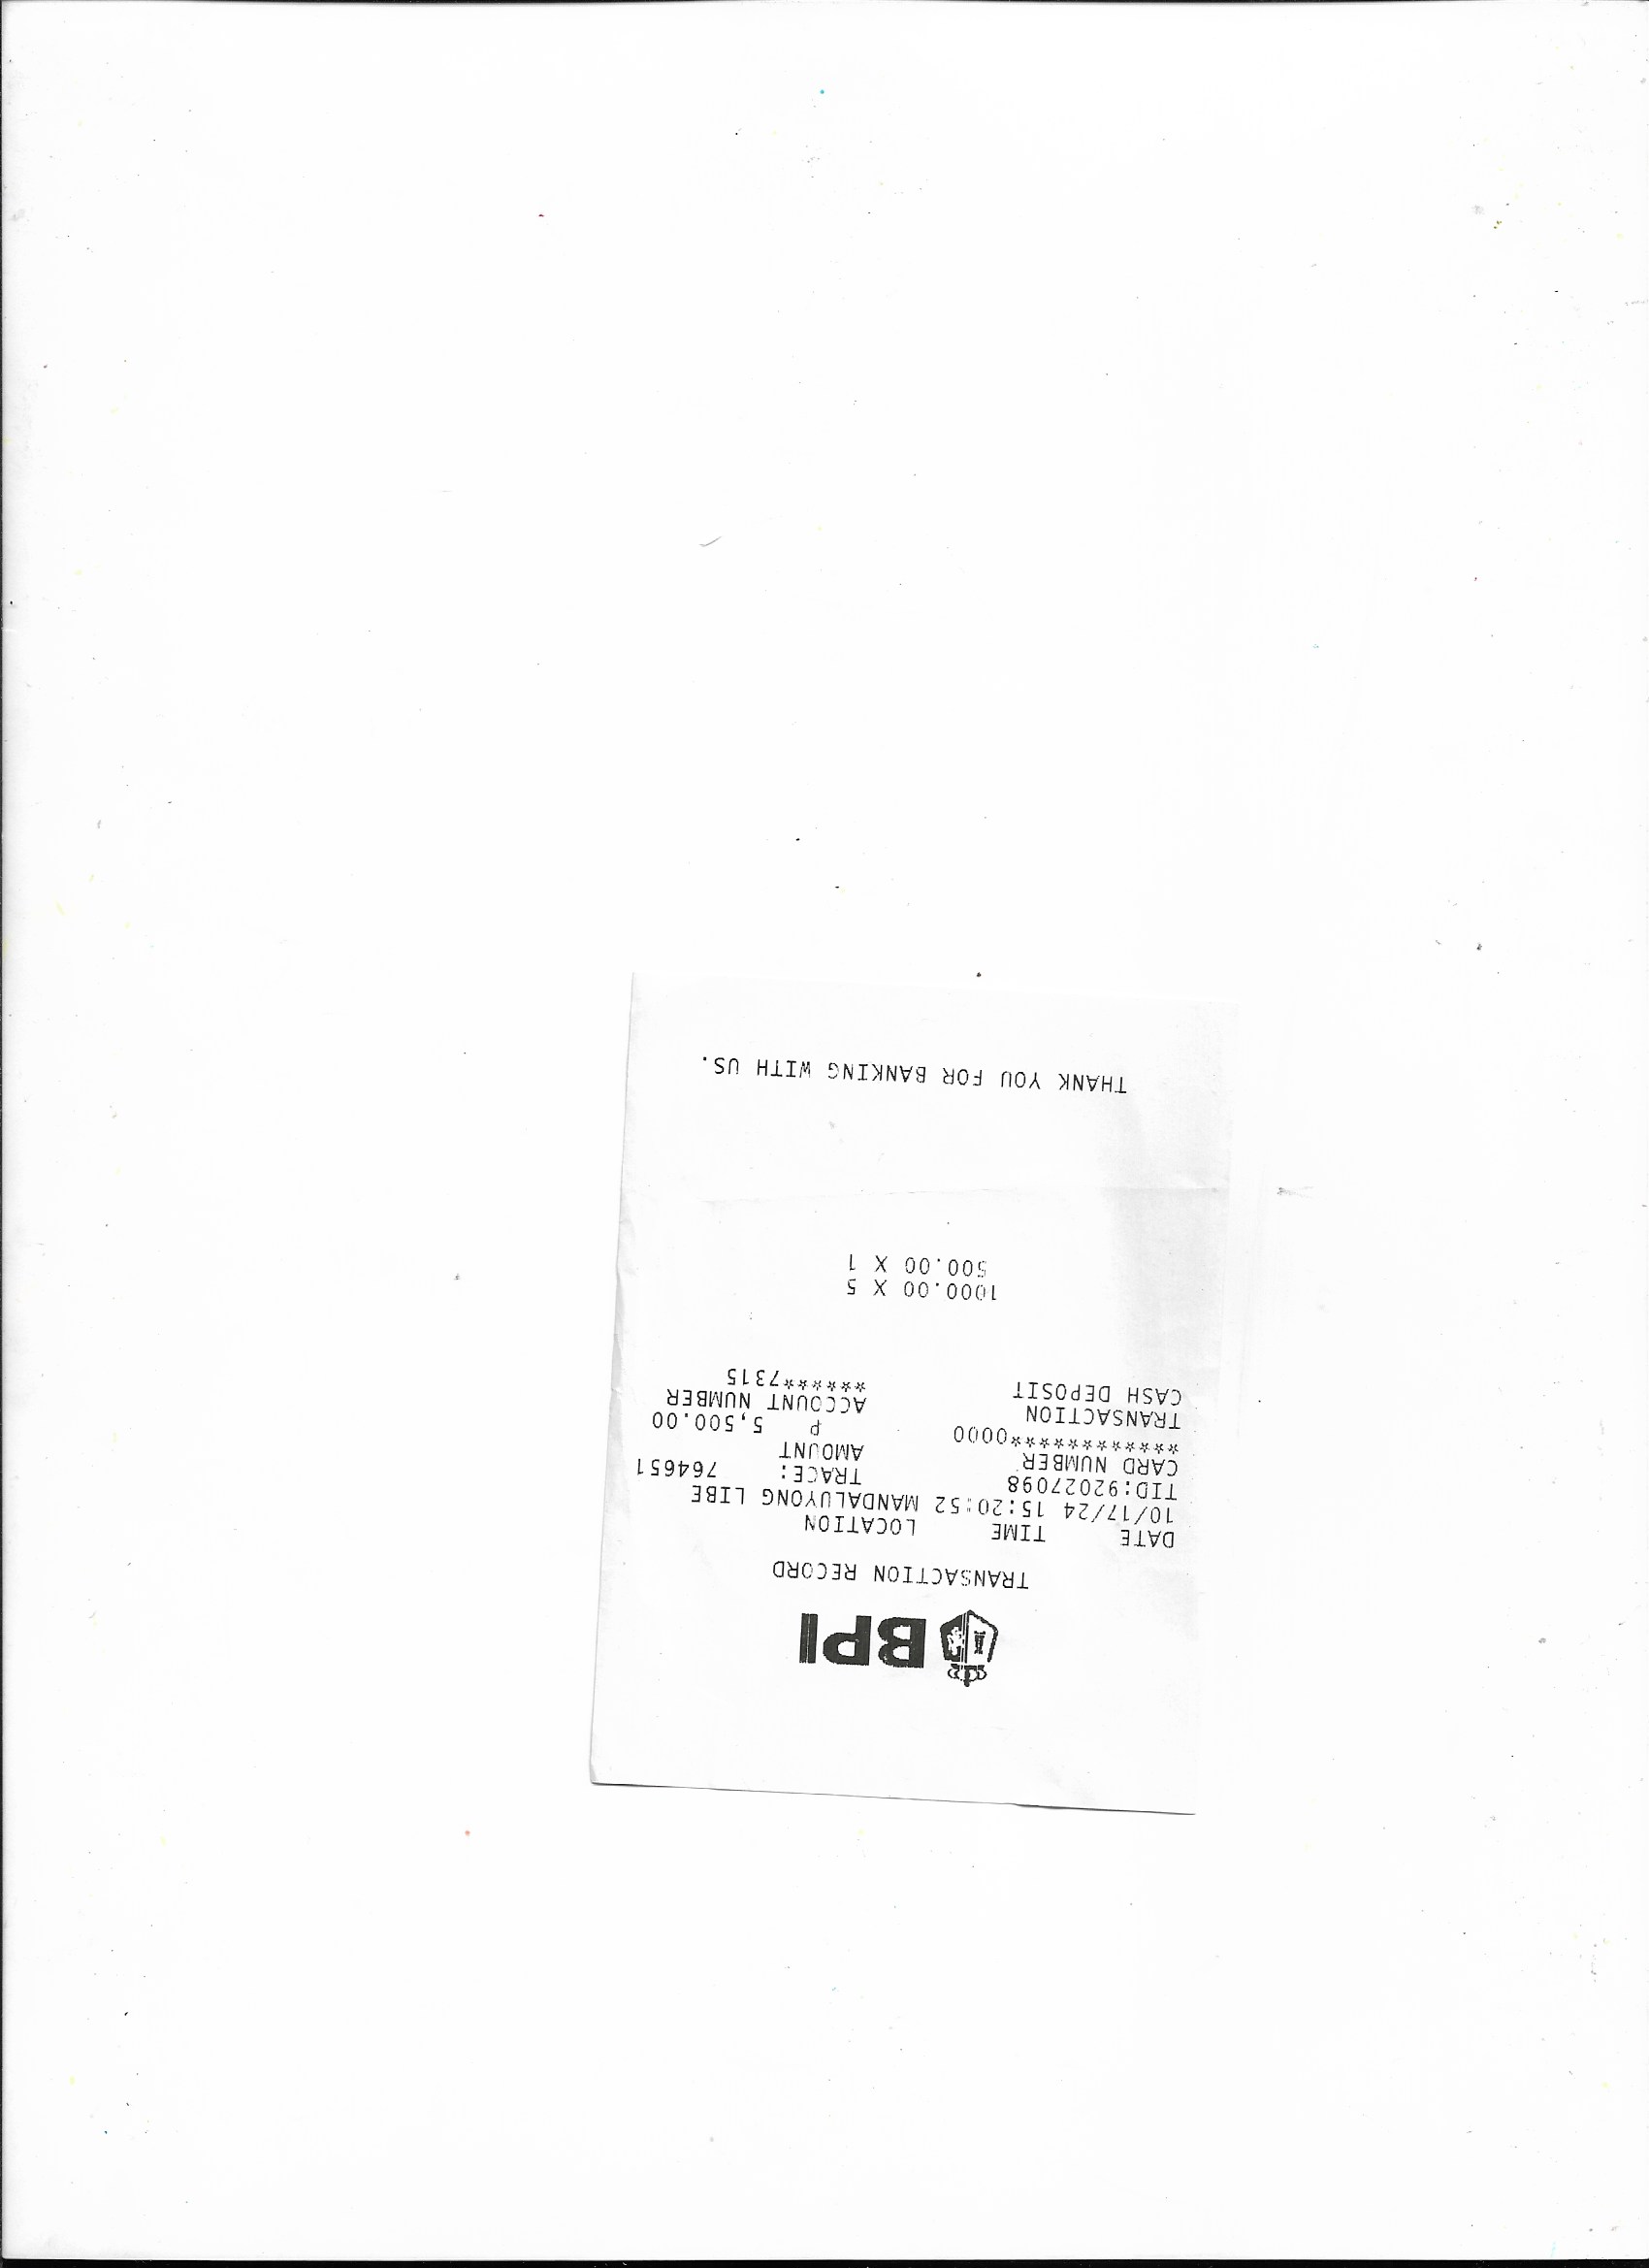 BPI
TRANSACTION RECORD
DATE TIME LOCATION
10/17/24 15:20:52 MANDALUYONG LIBE
TID:92027098 TRACE: 764651
CARD NUMBER AMOUNT
************0000 P 5,500.00
TRANSACTION ACCOUNT NUMBER
CASH DEPOSIT ******7315
1000.00 X 5
500.00 X 1
THANK YOU FOR BANKING WITH US.